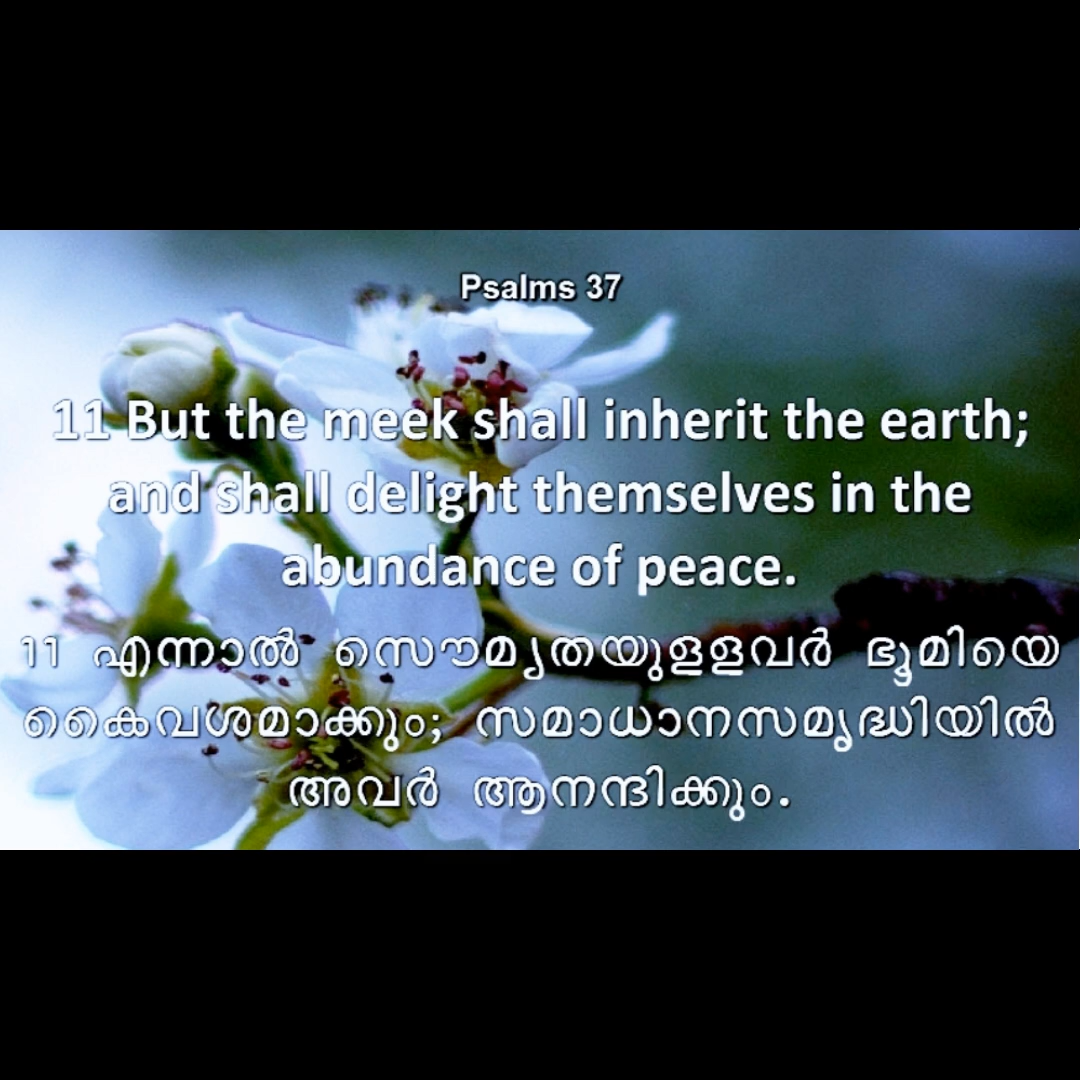 Psalms 37
11 But the meek shall inherit the earth;
and shall delight themselves in the
abundance of peace.
11 എന്നാൽ സൌമ്യതയുള്ളവർ ഭൂമിയെ
കൈവശമാക്കും; സമാധാനസമൃദ്ധിയിൽ
അവർ ആനന്ദിക്കും.